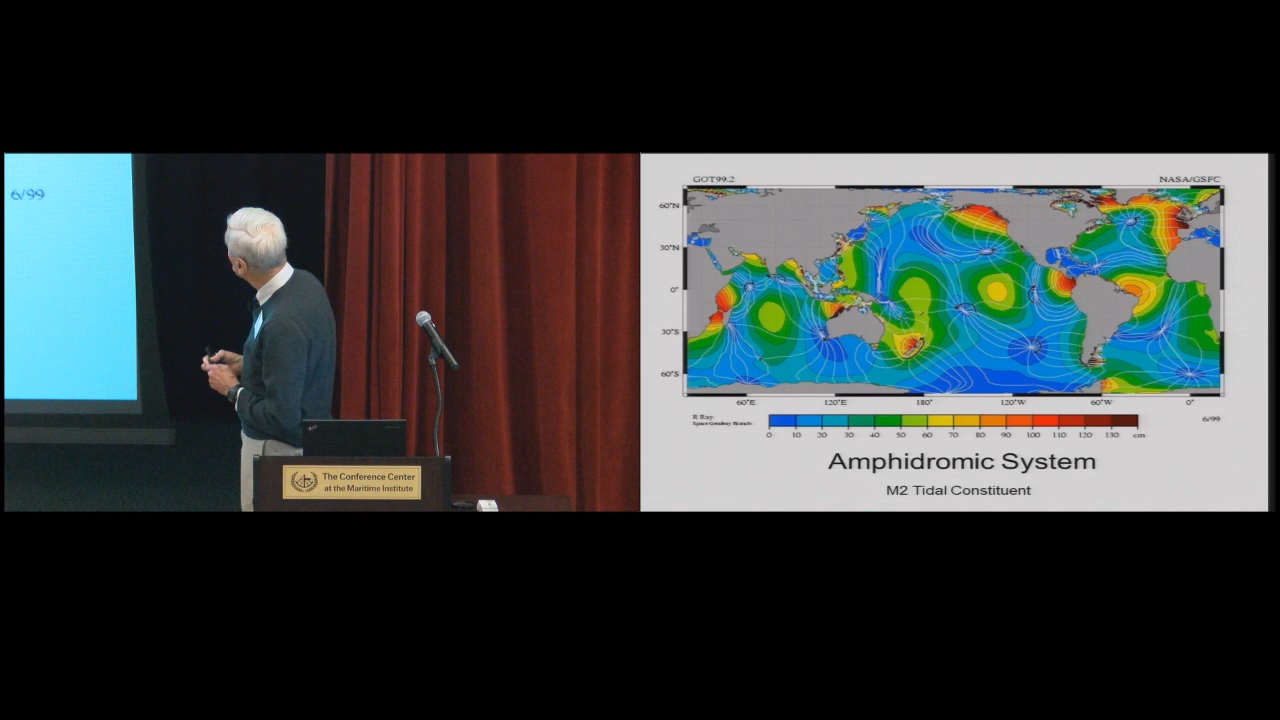 6/99
The Conference Center
at the Maritime Institute
GOT99.2
NASA/GSFC
60°N
30°N
0°
30°S
60°S
60°E
120°E
180°
120°W
60°W
0°
R Ray
Space Geodesy Branch
6/99
0 10 20 30 40 50 60 70 80 90 100 110 120 130 cm
Amphidromic System
M2 Tidal Constituent